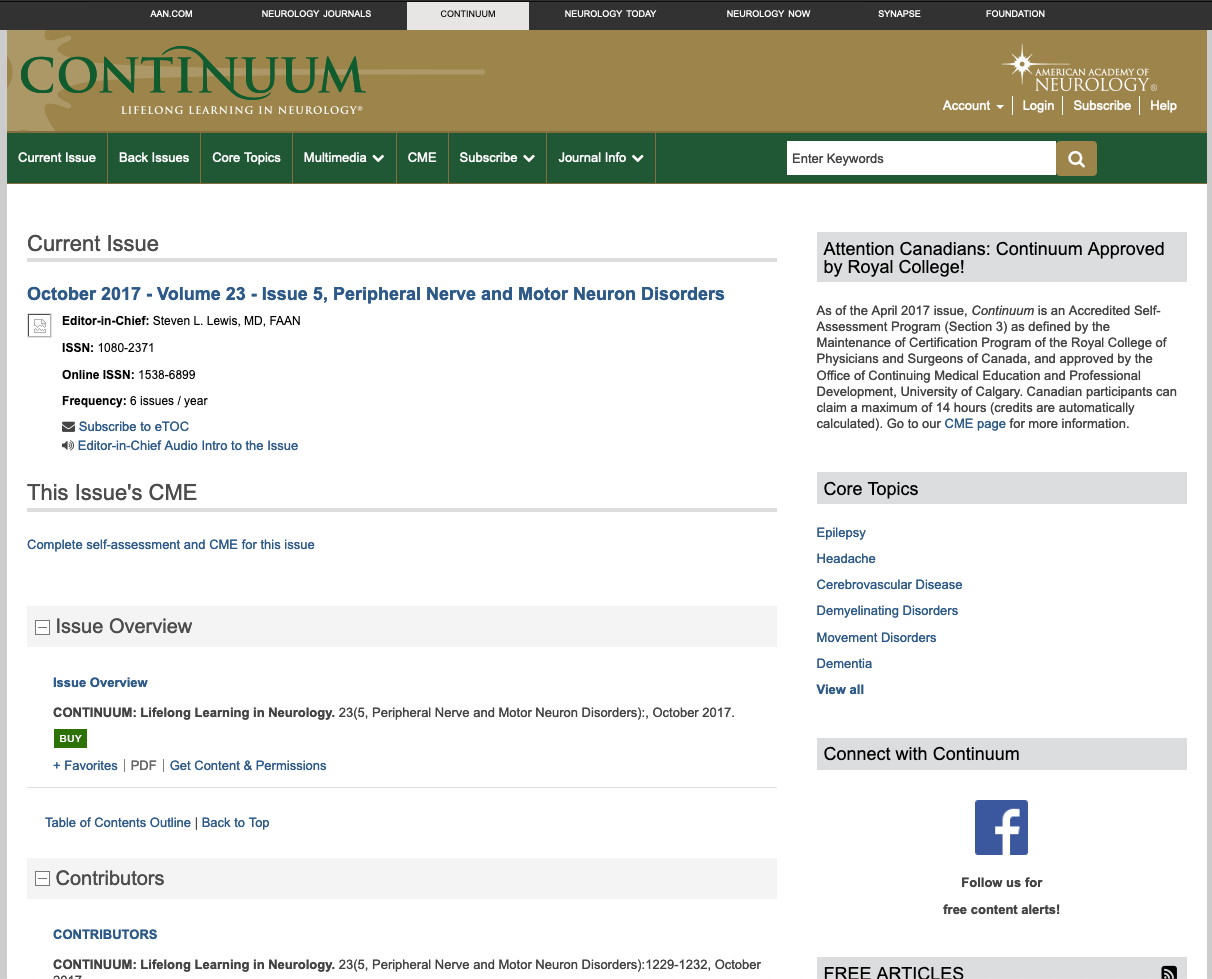 AAN.COM NEUROLOGY JOURNALS CONTINUUM NEUROLOGY TODAY NEUROLOGY NOW SYNAPSE FOUNDATION
CONTINUUM
LIFELONG LEARNING IN NEUROLOGY®
AMERICAN ACADEMY OF
NEUROLOGY®
Account Login Subscribe Help
Current Issue Back Issues Core Topics Multimedia CME Subscribe Journal Info Enter Keywords
Current Issue
October 2017 - Volume 23 - Issue 5, Peripheral Nerve and Motor Neuron Disorders
Editor-in-Chief: Steven L. Lewis, MD, FAAN
ISSN: 1080-2371
Online ISSN: 1538-6899
Frequency: 6 issues / year
Subscribe to eTOC
Editor-in-Chief Audio Intro to the Issue
This Issue's CME
Complete self-assessment and CME for this issue
Issue Overview
Issue Overview
CONTINUUM: Lifelong Learning in Neurology. 23(5, Peripheral Nerve and Motor Neuron Disorders):, October 2017.
BUY
+ Favorites | PDF | Get Content & Permissions
Table of Contents Outline | Back to Top
Contributors
CONTRIBUTORS
CONTINUUM: Lifelong Learning in Neurology. 23(5, Peripheral Nerve and Motor Neuron Disorders):1229-1232, October
2017.
Attention Canadians: Continuum Approved
by Royal College!
As of the April 2017 issue, Continuum is an Accredited Self-
Assessment Program (Section 3) as defined by the
Maintenance of Certification Program of the Royal College of
Physicians and Surgeons of Canada, and approved by the
Office of Continuing Medical Education and Professional
Development, University of Calgary. Canadian participants can
claim a maximum of 14 hours (credits are automatically
calculated). Go to our CME page for more information.
Core Topics
Epilepsy
Headache
Cerebrovascular Disease
Demyelinating Disorders
Movement Disorders
Dementia
View all
Connect with Continuum
f
Follow us for
free content alerts!
FREE ARTICLES